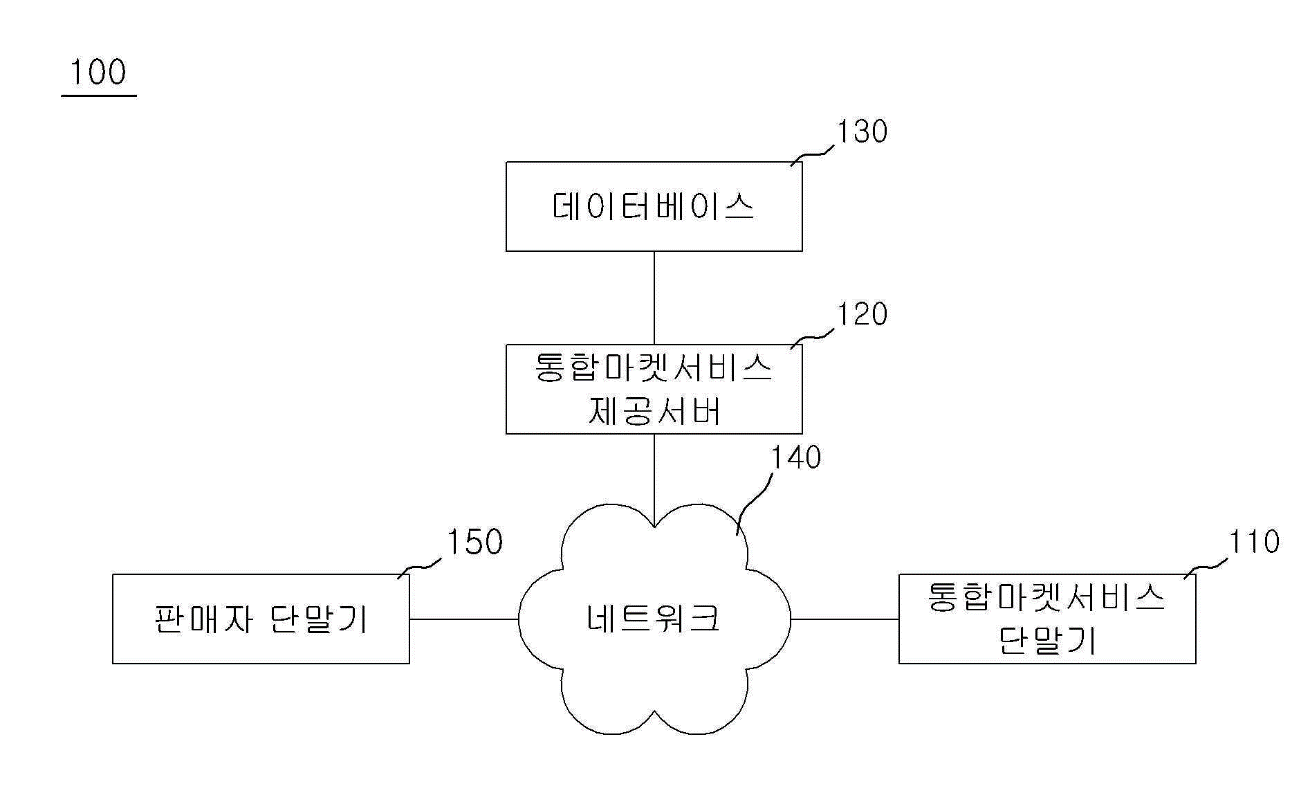 100
130
데이터베이스
120
통합마켓서비스
제공서버
140
150
110
판매자 단말기
네트워크
통합마켓서비스
단말기